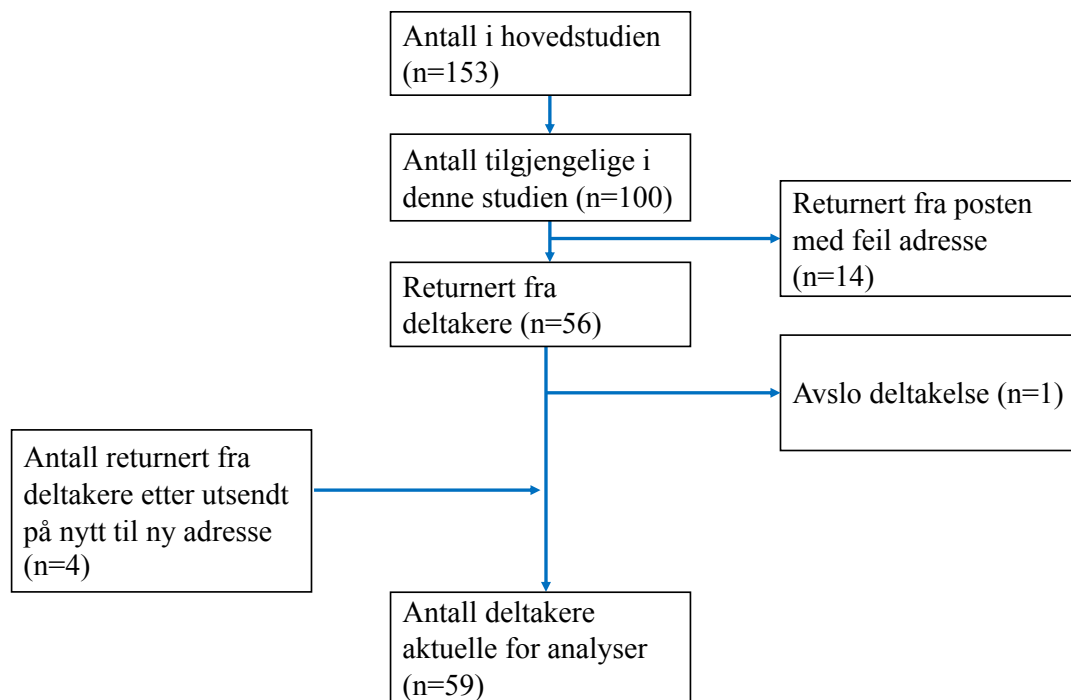 Antall i hovedstudien
(n=153)
Antall tilgjengelige i
denne studien (n=100)
Returnert fra posten
med feil adresse
(n=14)
Returnert fra
deltakere (n=56)
Avslo deltakelse (n=1)
Antall returnert fra
deltakere etter utsendt
på nytt til ny adresse
(n=4)
Antall deltakere
aktuelle for analyser
(n=59)